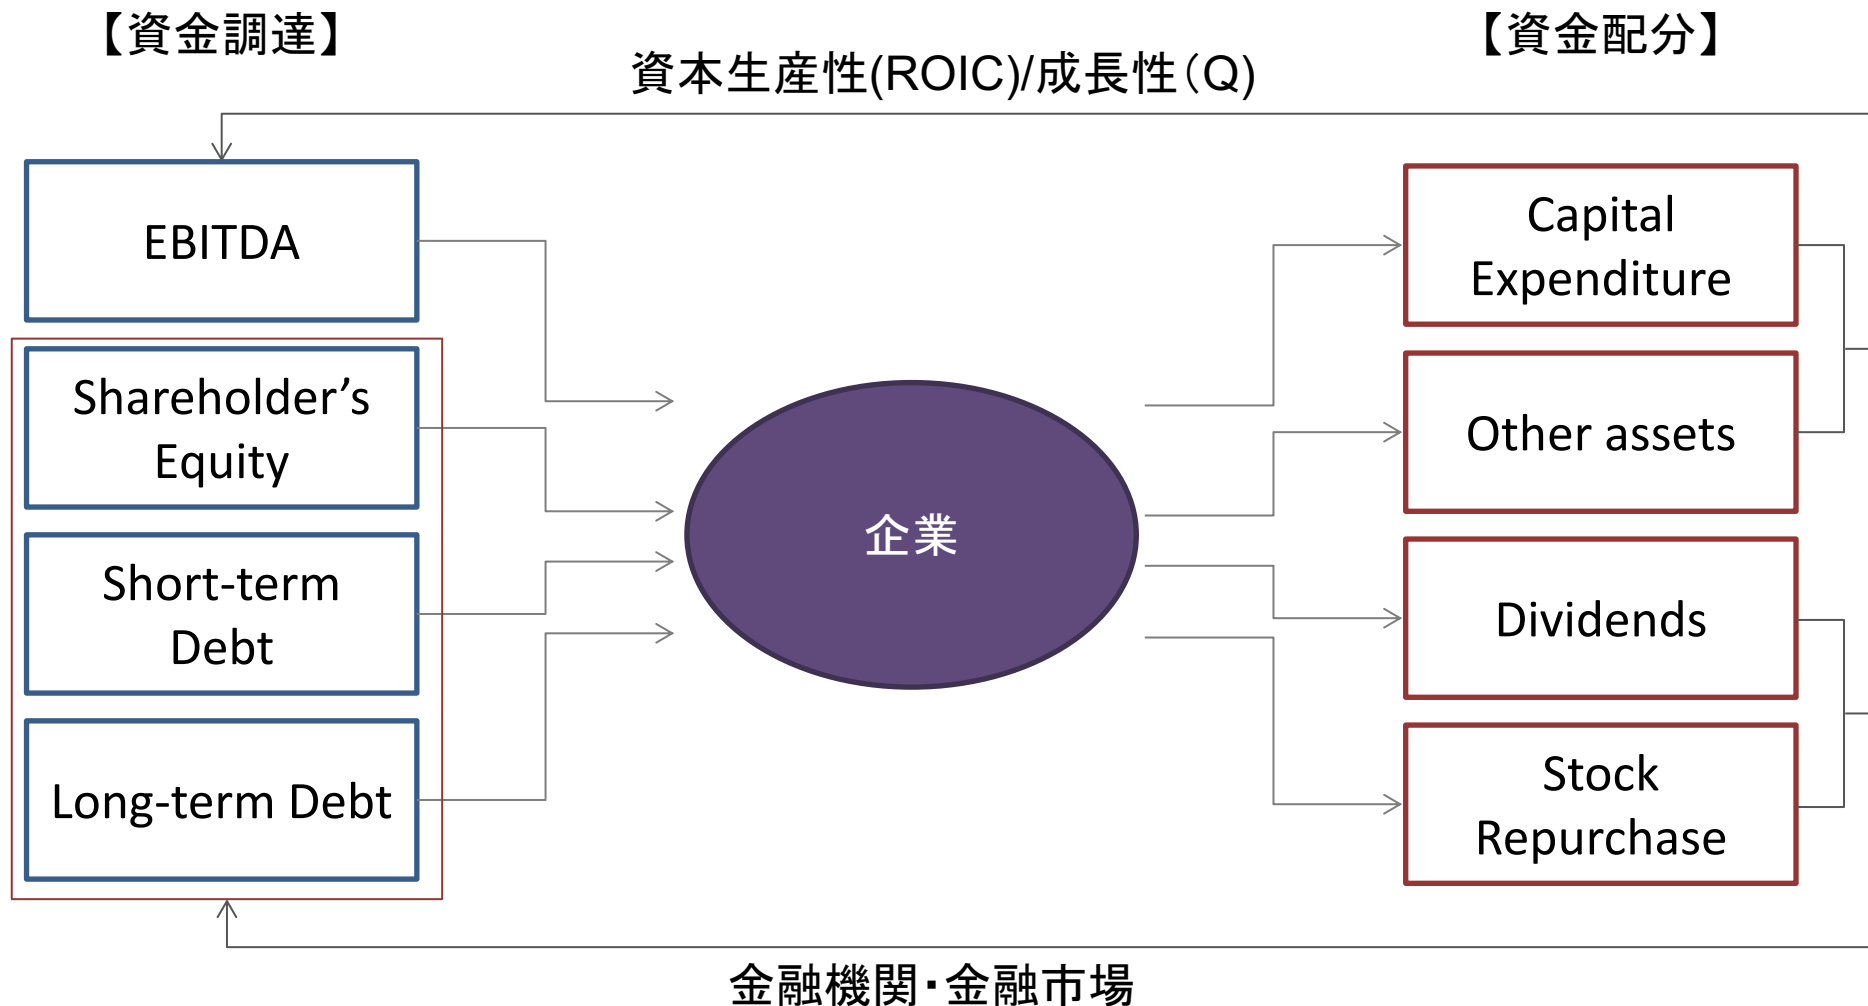 【資金調達】
【資金配分】
資本生産性(ROIC)/成長性（Q)
EBITDA
Shareholder’s
Equity
Short-term
Debt
Long-term Debt
企業
Capital
Expenditure
Other assets
Dividends
Stock
Repurchase
金融機関・金融市場